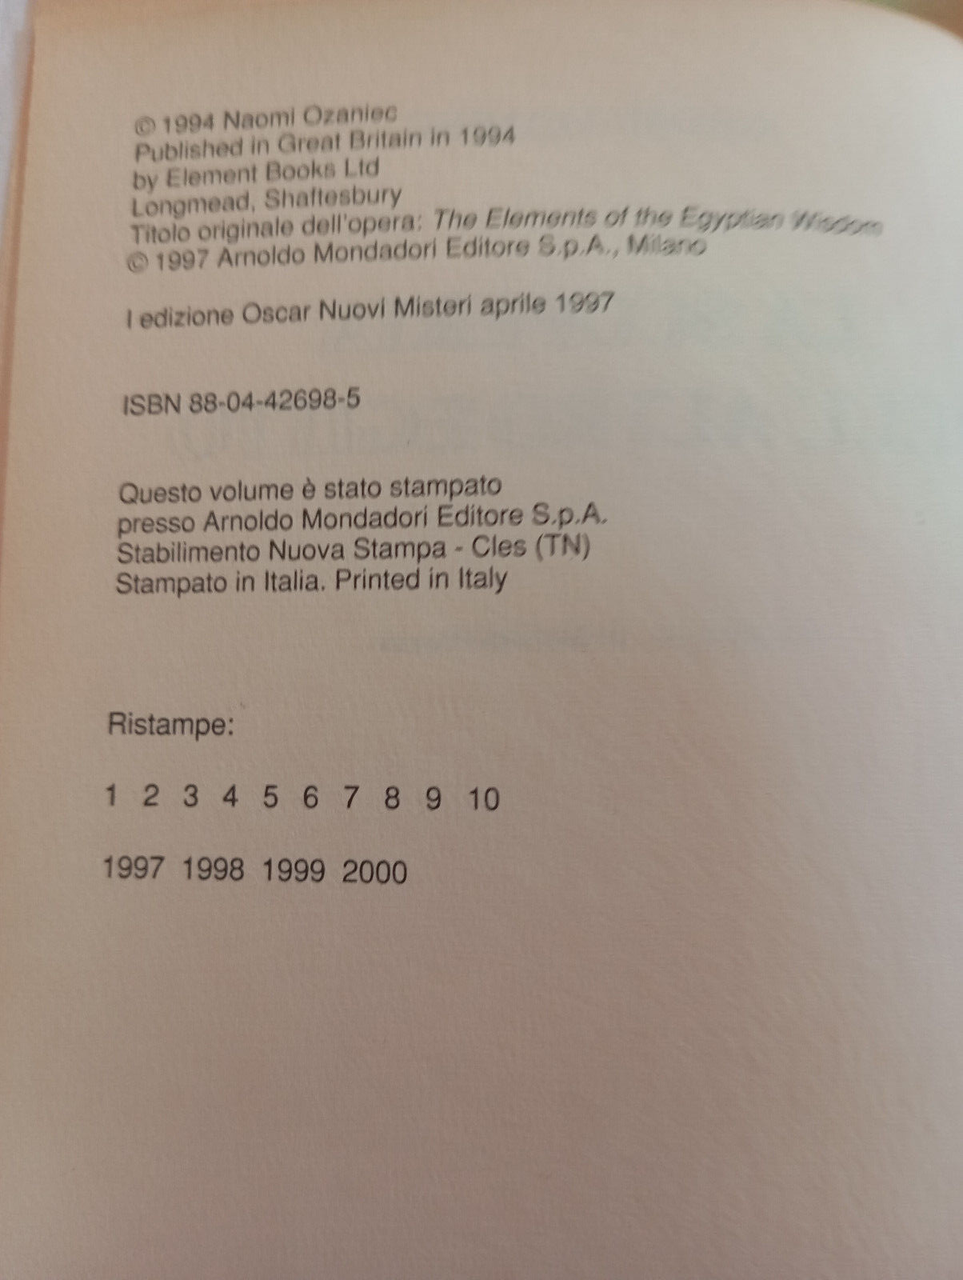 © 1994 Naomi Ozaniec
Published in Great Britain in 1994
by Element Books Ltd
Longmead, Shaftesbury
Titolo originale dell'opera: The Elements of the Egyptian Wisdom
© 1997 Arnoldo Mondadori Editore S.p.A., Milano
I edizione Oscar Nuovi Misteri aprile 1997
ISBN 88-04-42698-5
Questo volume è stato stampato
presso Arnoldo Mondadori Editore S.p.A.
Stabilimento Nuova Stampa - Cles (TN)
Stampato in Italia. Printed in Italy
Ristampe:
1 2 3 4 5 6 7 8 9 10
1997 1998 1999 2000